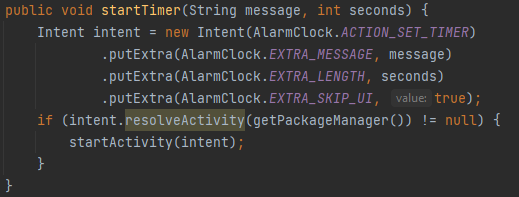 public void startTimer(String message, int seconds) {
    Intent intent = new Intent(AlarmClock.ACTION_SET_TIMER)
            .putExtra(AlarmClock.EXTRA_MESSAGE, message)
            .putExtra(AlarmClock.EXTRA_LENGTH, seconds)
            .putExtra(AlarmClock.EXTRA_SKIP_UI, value: true);
    if (intent.resolveActivity(getPackageManager()) != null) {
        startActivity(intent);
    }
}